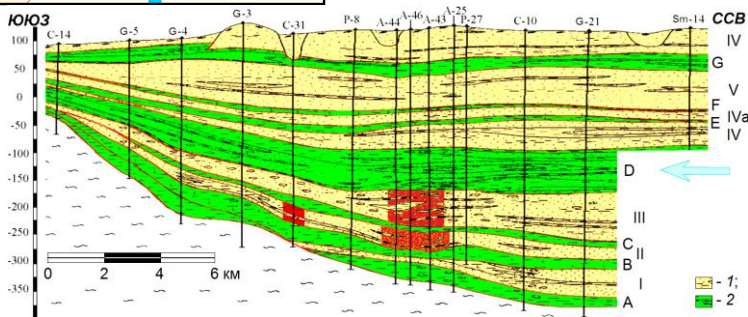 ЮЮЗ
C-14
G-5
G-4
G-3
C-31
P-8
A-44
A-46
A-43
A-25
P-27
C-10
G-21
Sm-14
ССВ
100
50
0
-50
-100
-150
-200
-250
-300
-350
IV
G
V
F
IVa
E
IV
D
III
C
II
B
I
A
0 2 4 6 км
- 1;
- 2